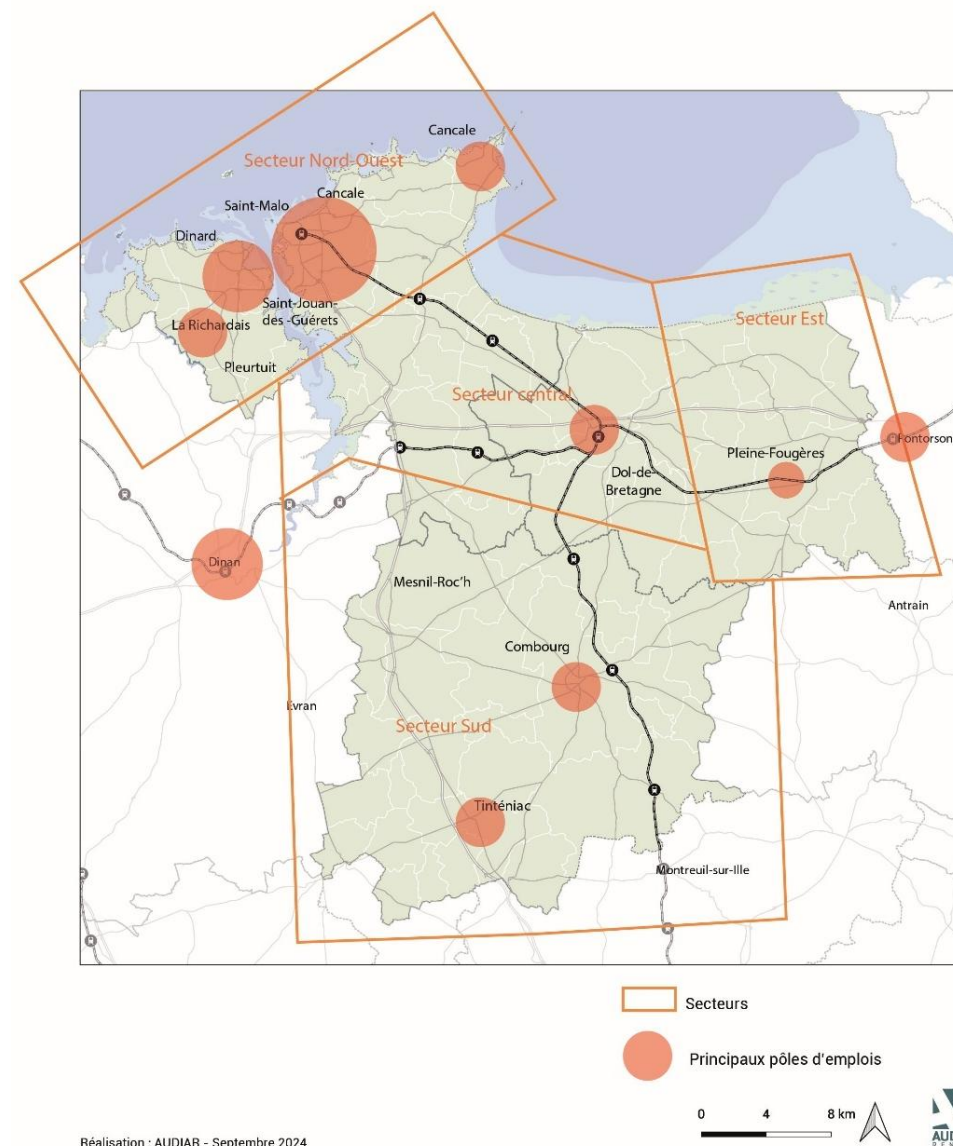 Cancale
Secteur Nord-Ouest
Cancale
Saint-Malo
Dinard
Saint-Jouan-
des -Guérets
La Richardais
Pleurtuit
Secteur Est
Secteur central
Pontorson
Pleine-Fougères
Dol-de-
Bretagne
Dinan
Mesnil-Roc'h
Antrain
Combourg
Evran
Secteur Sud
Tinténiac
Montreuil-sur-Ille
Secteurs
Principaux pôles d'emplois
0 4 8 km
Réalisation : AUDIAR - Septembre 2024